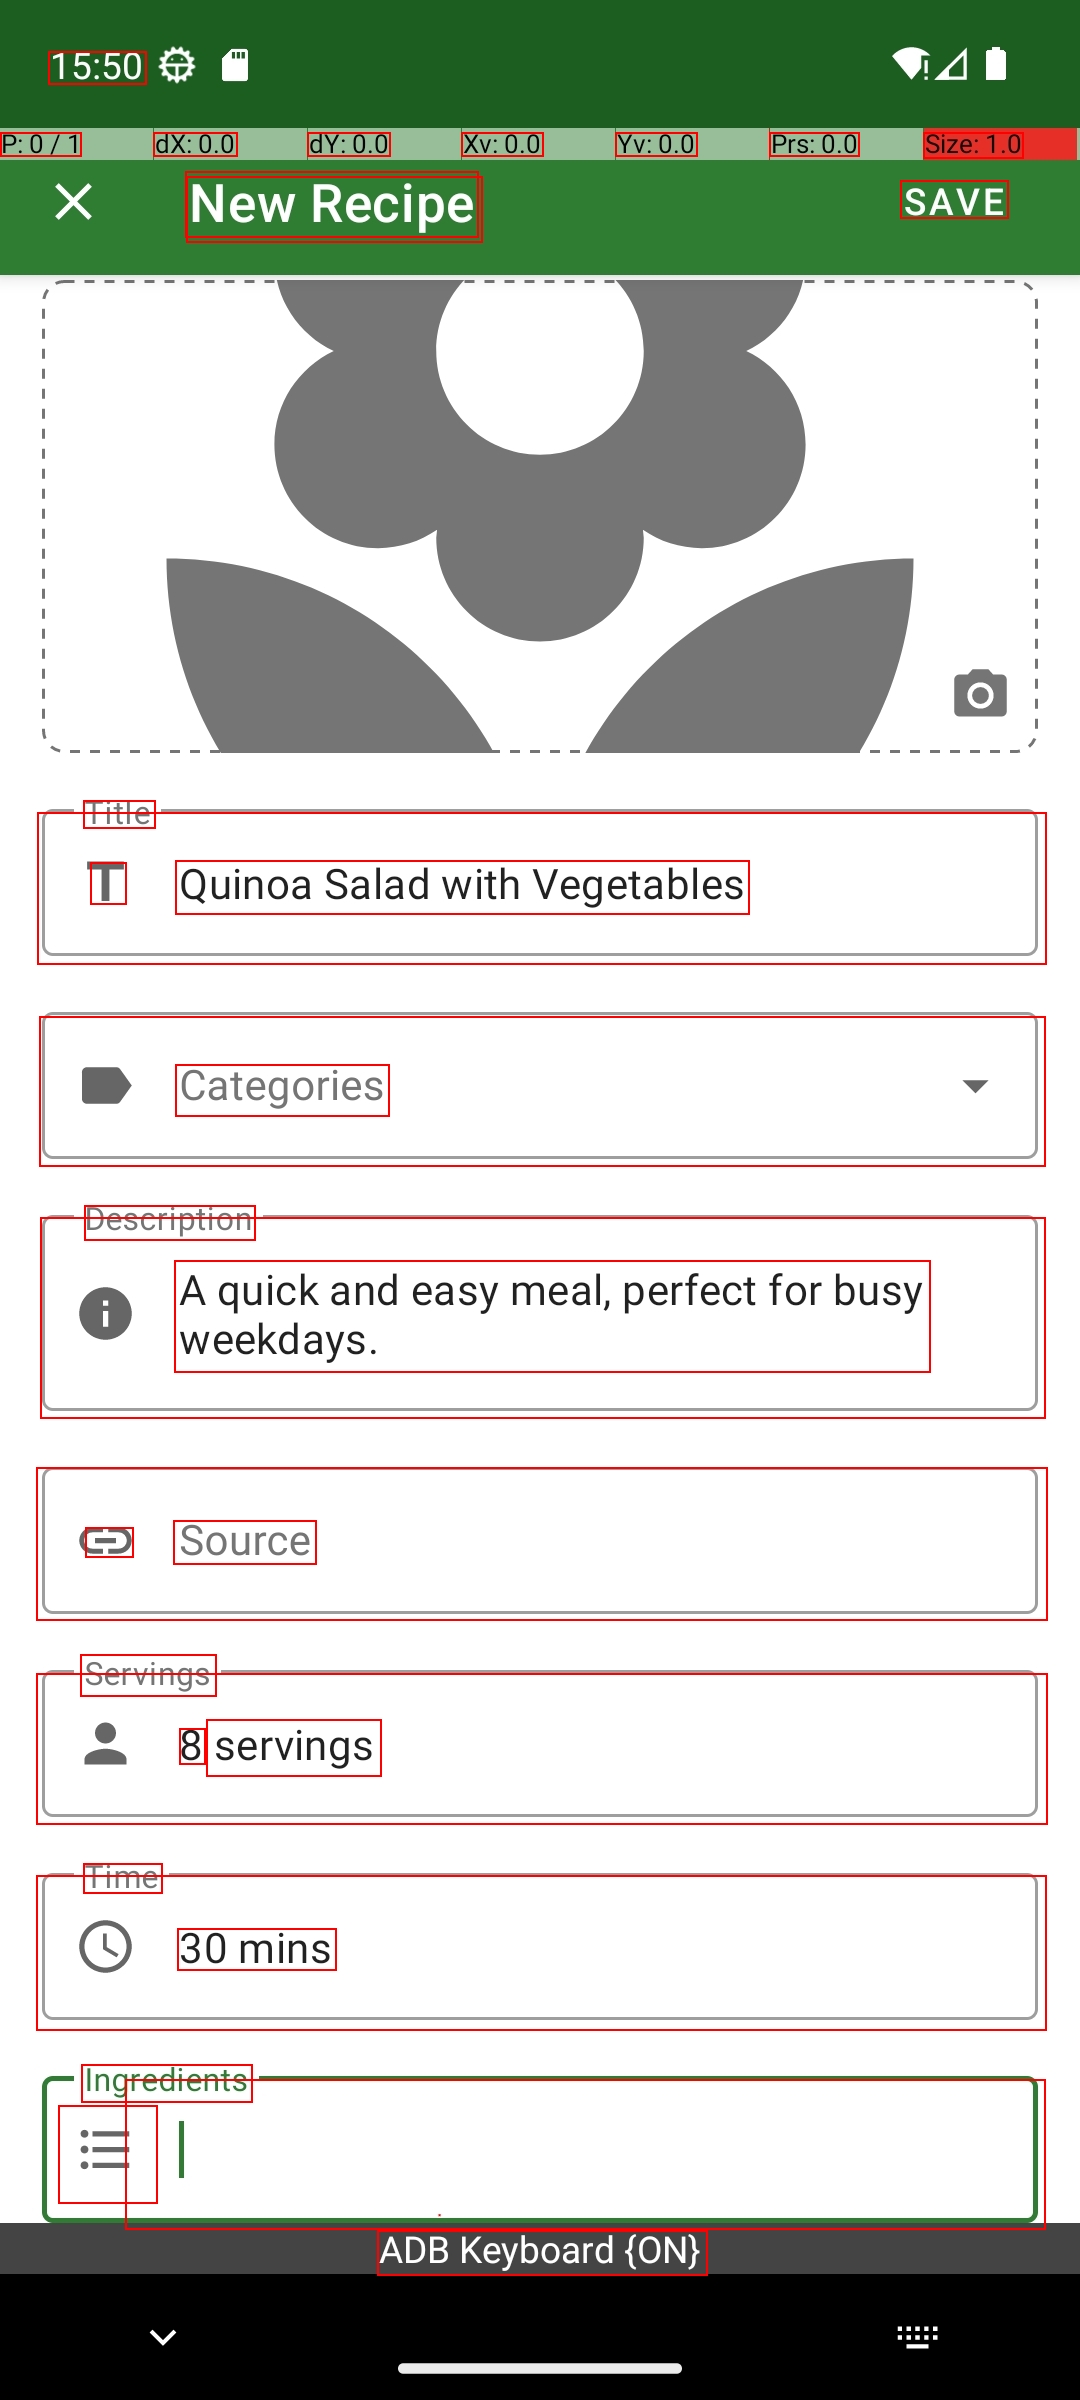 15:50
P: 0 / 1 dX: 0.0 dY: 0.0 Xv: 0.0 Yv: 0.0 Prs: 0.0 Size: 1.0
New Recipe SAVE
Title
Quinoa Salad with Vegetables
Categories
Description
A quick and easy meal, perfect for busy
weekdays.
Source
Servings
8 servings
Time
30 mins
Ingredients
ADB Keyboard {ON}